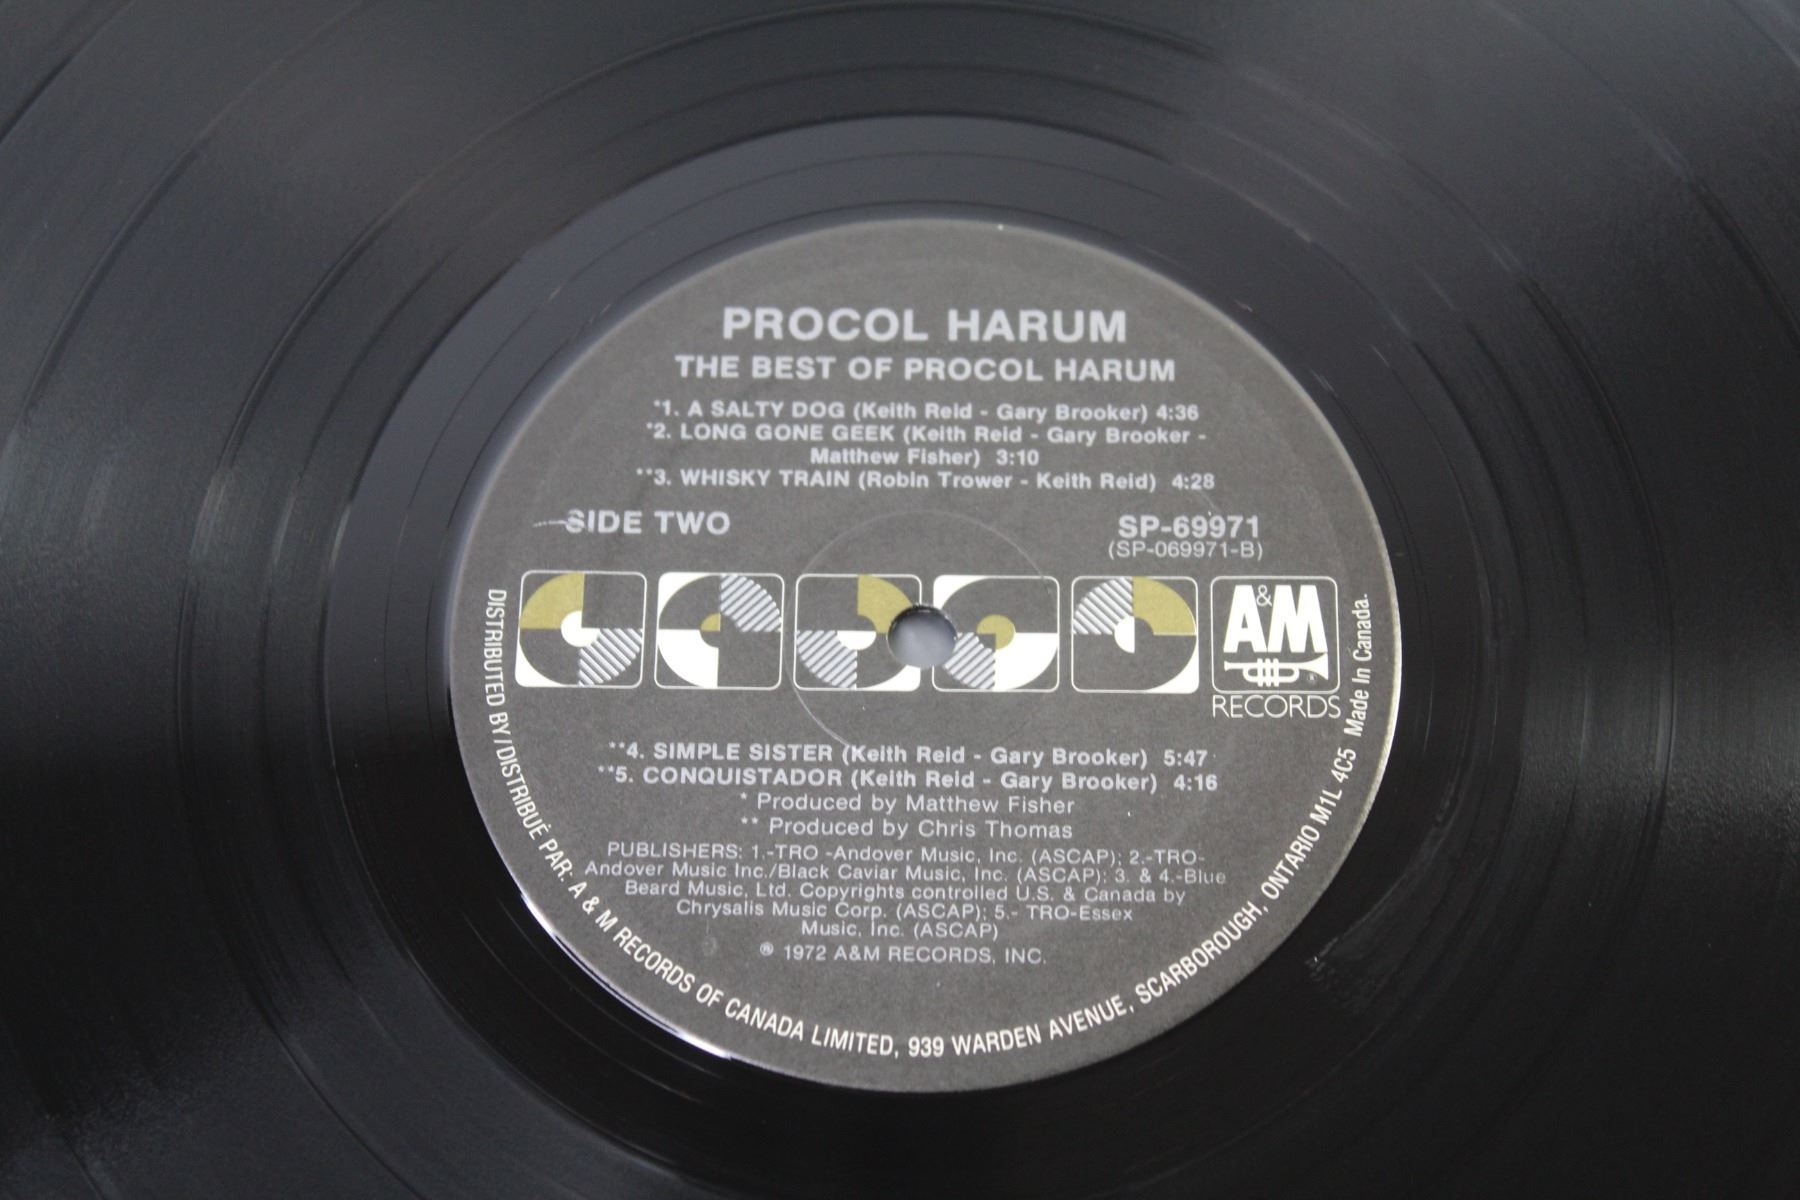 PROCOL HARUM
THE BEST OF PROCOL HARUM
*1. A SALTY DOG (Keith Reid - Gary Brooker) 4:36
*2. LONG GONE GEEK (Keith Reid - Gary Brooker -
Matthew Fisher) 3:10
**3. WHISKY TRAIN (Robin Trower - Keith Reid) 4:28
SIDE TWO
SP-69971
(SP-069971-B)
A&M
®
RECORDS
**4. SIMPLE SISTER (Keith Reid - Gary Brooker) 5:47
**5. CONQUISTADOR (Keith Reid - Gary Brooker) 4:16
* Produced by Matthew Fisher
** Produced by Chris Thomas
PUBLISHERS: 1.-TRO -Andover Music, Inc. (ASCAP); 2.-TRO-
Andover Music Inc./Black Caviar Music, Inc. (ASCAP); 3. & 4.-Blue
Beard Music, Ltd. Copyrights controlled U.S. & Canada by
Chrysalis Music Corp. (ASCAP); 5.- TRO-Essex
Music, Inc. (ASCAP)
℗ 1972 A&M RECORDS, INC.
DISTRIBUTED BY/DISTRIBUÉ PAR: A & M RECORDS OF CANADA LIMITED, 939 WARDEN AVENUE, SCARBOROUGH, ONTARIO M1L 4C5 Made In Canada.